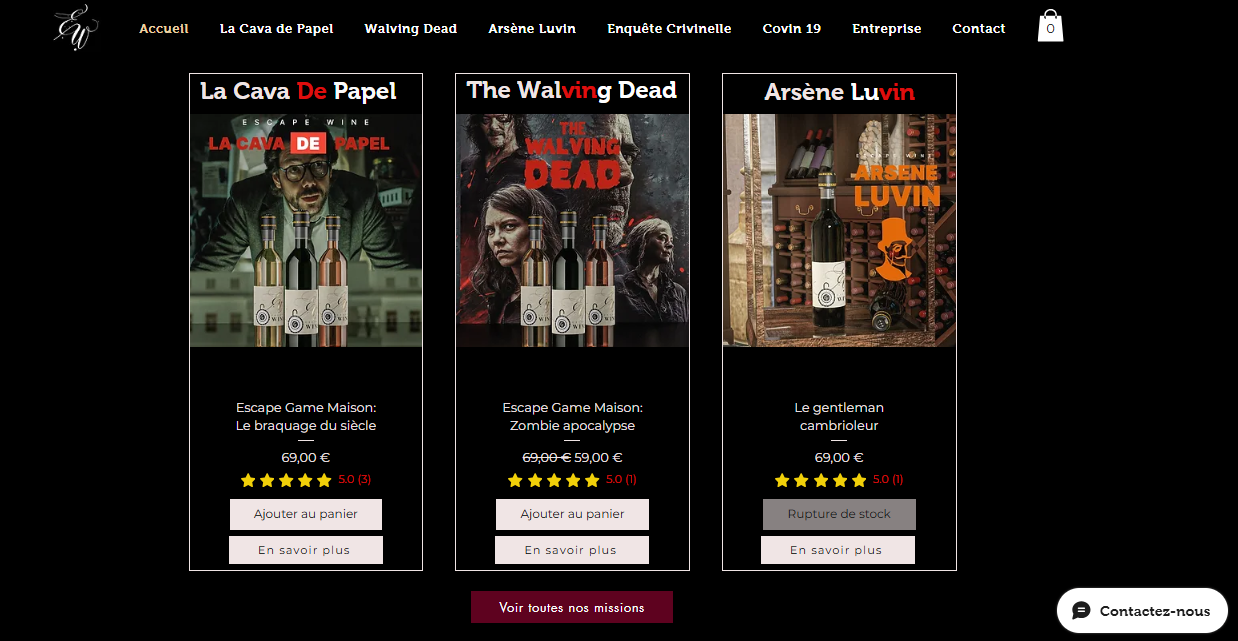 EW
Accueil
La Cava de Papel
Walving Dead
Arsène Luvin
Enquête Crivinelle
Covin 19
Entreprise
Contact
0
La Cava De Papel
ESCAPE WINE
LA CAVA DE PAPEL
Escape Game Maison:
Le braquage du siècle
69,00 €
5.0 (3)
Ajouter au panier
En savoir plus
The Walving Dead
THE
WALVING
DEAD
Escape Game Maison:
Zombie apocalypse
69,00 € 59,00 €
5.0 (1)
Ajouter au panier
En savoir plus
Arsène Luvin
ESCAPE WINE
ARSENE
LUVIN
Le gentleman
cambrioleur
69,00 €
5.0 (1)
Rupture de stock
En savoir plus
Voir toutes nos missions
Contactez-nous